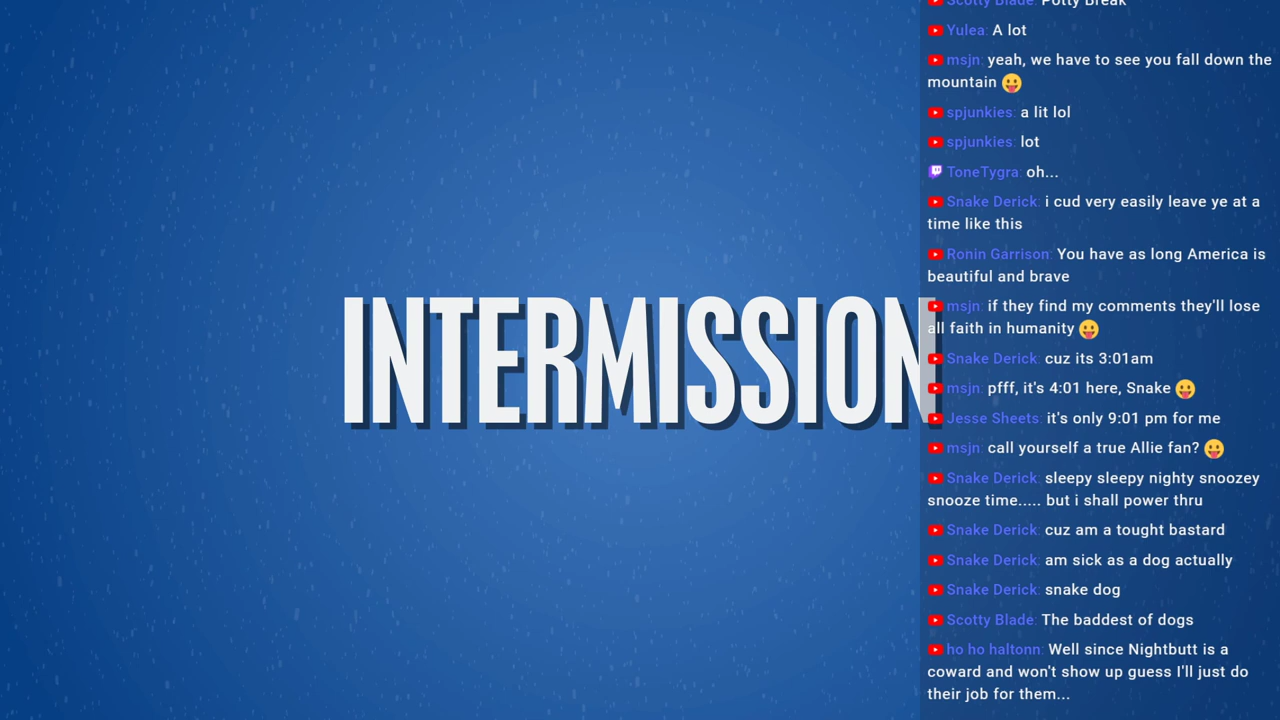 Scotty Blade: Potty Break
Yulea: A lot
msjn: yeah, we have to see you fall down the
mountain 😛
spjunkies: a lit lol
spjunkies: lot
ToneTygra: oh...
Snake Derick: i cud very easily leave ye at a
time like this
Ronin Garrison: You have as long America is
beautiful and brave
INTERMISSION
msjn: if they find my comments they'll lose
all faith in humanity 😛
Snake Derick: cuz its 3:01am
msjn: pfff, it's 4:01 here, Snake 😛
Jesse Sheets: it's only 9:01 pm for me
msjn: call yourself a true Allie fan? 😛
Snake Derick: sleepy sleepy nighty snoozey
snooze time..... but i shall power thru
Snake Derick: cuz am a tought bastard
Snake Derick: am sick as a dog actually
Snake Derick: snake dog
Scotty Blade: The baddest of dogs
ho ho haltonn: Well since Nightbutt is a
coward and won't show up guess I'll just do
their job for them...